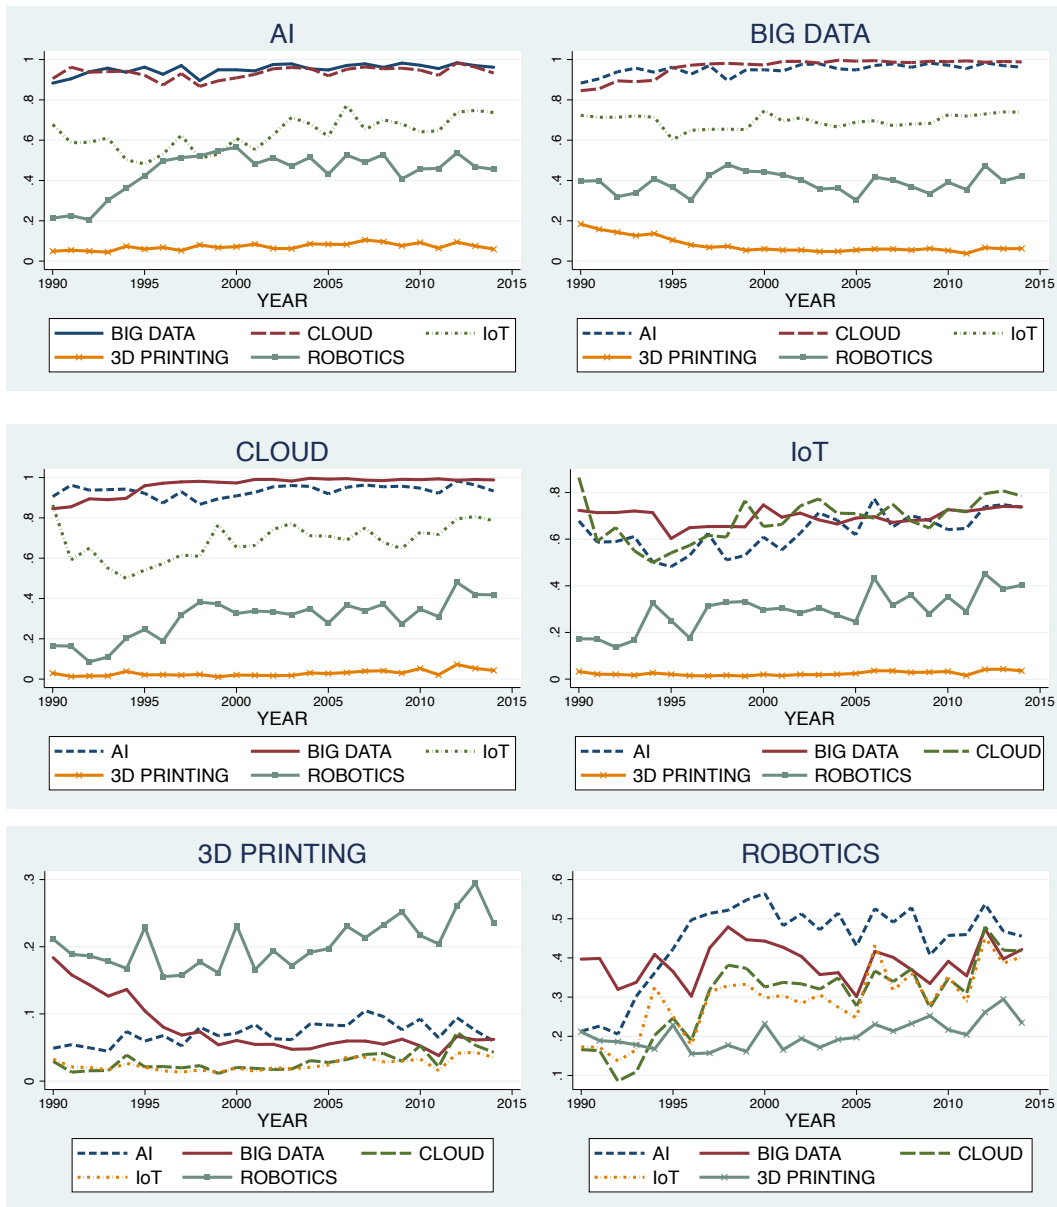 AI
BIG DATA
0 .2 .4 .6 .8 1
1990 1995 2000 2005 2010 2015
YEAR
BIG DATA CLOUD IoT
3D PRINTING ROBOTICS
0 .2 .4 .6 .8 1
1990 1995 2000 2005 2010 2015
YEAR
AI CLOUD IoT
3D PRINTING ROBOTICS
CLOUD
IoT
0 .2 .4 .6 .8 1
1990 1995 2000 2005 2010 2015
YEAR
AI BIG DATA IoT
3D PRINTING ROBOTICS
0 .2 .4 .6 .8
1990 1995 2000 2005 2010 2015
YEAR
AI BIG DATA CLOUD
3D PRINTING ROBOTICS
3D PRINTING
ROBOTICS
0 .1 .2 .3
1990 1995 2000 2005 2010 2015
YEAR
AI BIG DATA CLOUD
IoT ROBOTICS
.1 .2 .3 .4 .5 .6
1990 1995 2000 2005 2010 2015
YEAR
AI BIG DATA CLOUD
IoT 3D PRINTING